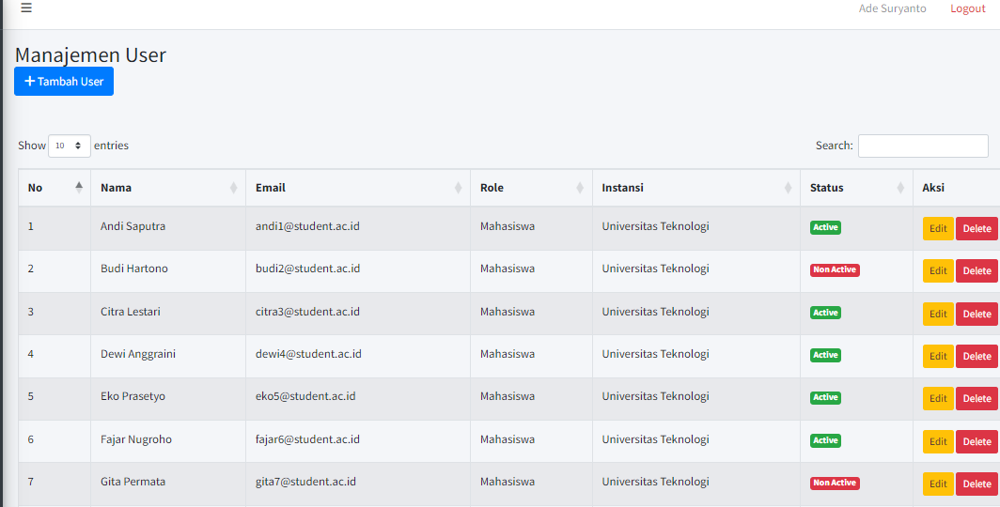 Ade Suryanto Logout
Manajemen User
+ Tambah User
Show 10 entries Search:
No Nama Email Role Instansi Status Aksi
1 Andi Saputra andi1@student.ac.id Mahasiswa Universitas Teknologi Active Edit Delete
2 Budi Hartono budi2@student.ac.id Mahasiswa Universitas Teknologi Non Active Edit Delete
3 Citra Lestari citra3@student.ac.id Mahasiswa Universitas Teknologi Active Edit Delete
4 Dewi Anggraini dewi4@student.ac.id Mahasiswa Universitas Teknologi Active Edit Delete
5 Eko Prasetyo eko5@student.ac.id Mahasiswa Universitas Teknologi Active Edit Delete
6 Fajar Nugroho fajar6@student.ac.id Mahasiswa Universitas Teknologi Active Edit Delete
7 Gita Permata gita7@student.ac.id Mahasiswa Universitas Teknologi Non Active Edit Delete